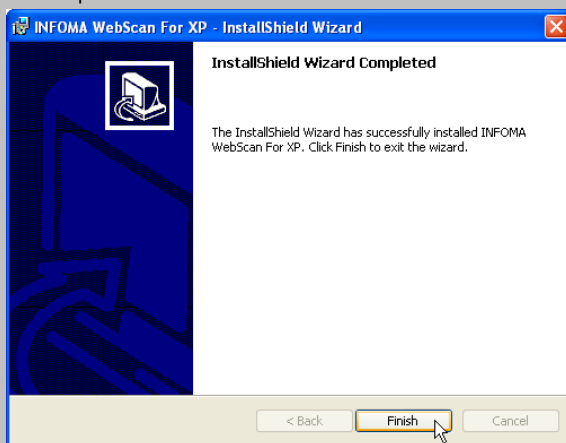 INFOMA WebScan For XP - InstallShield Wizard
InstallShield Wizard Completed
The InstallShield Wizard has successfully installed INFOMA
WebScan For XP. Click Finish to exit the wizard.
< Back
Finish
Cancel